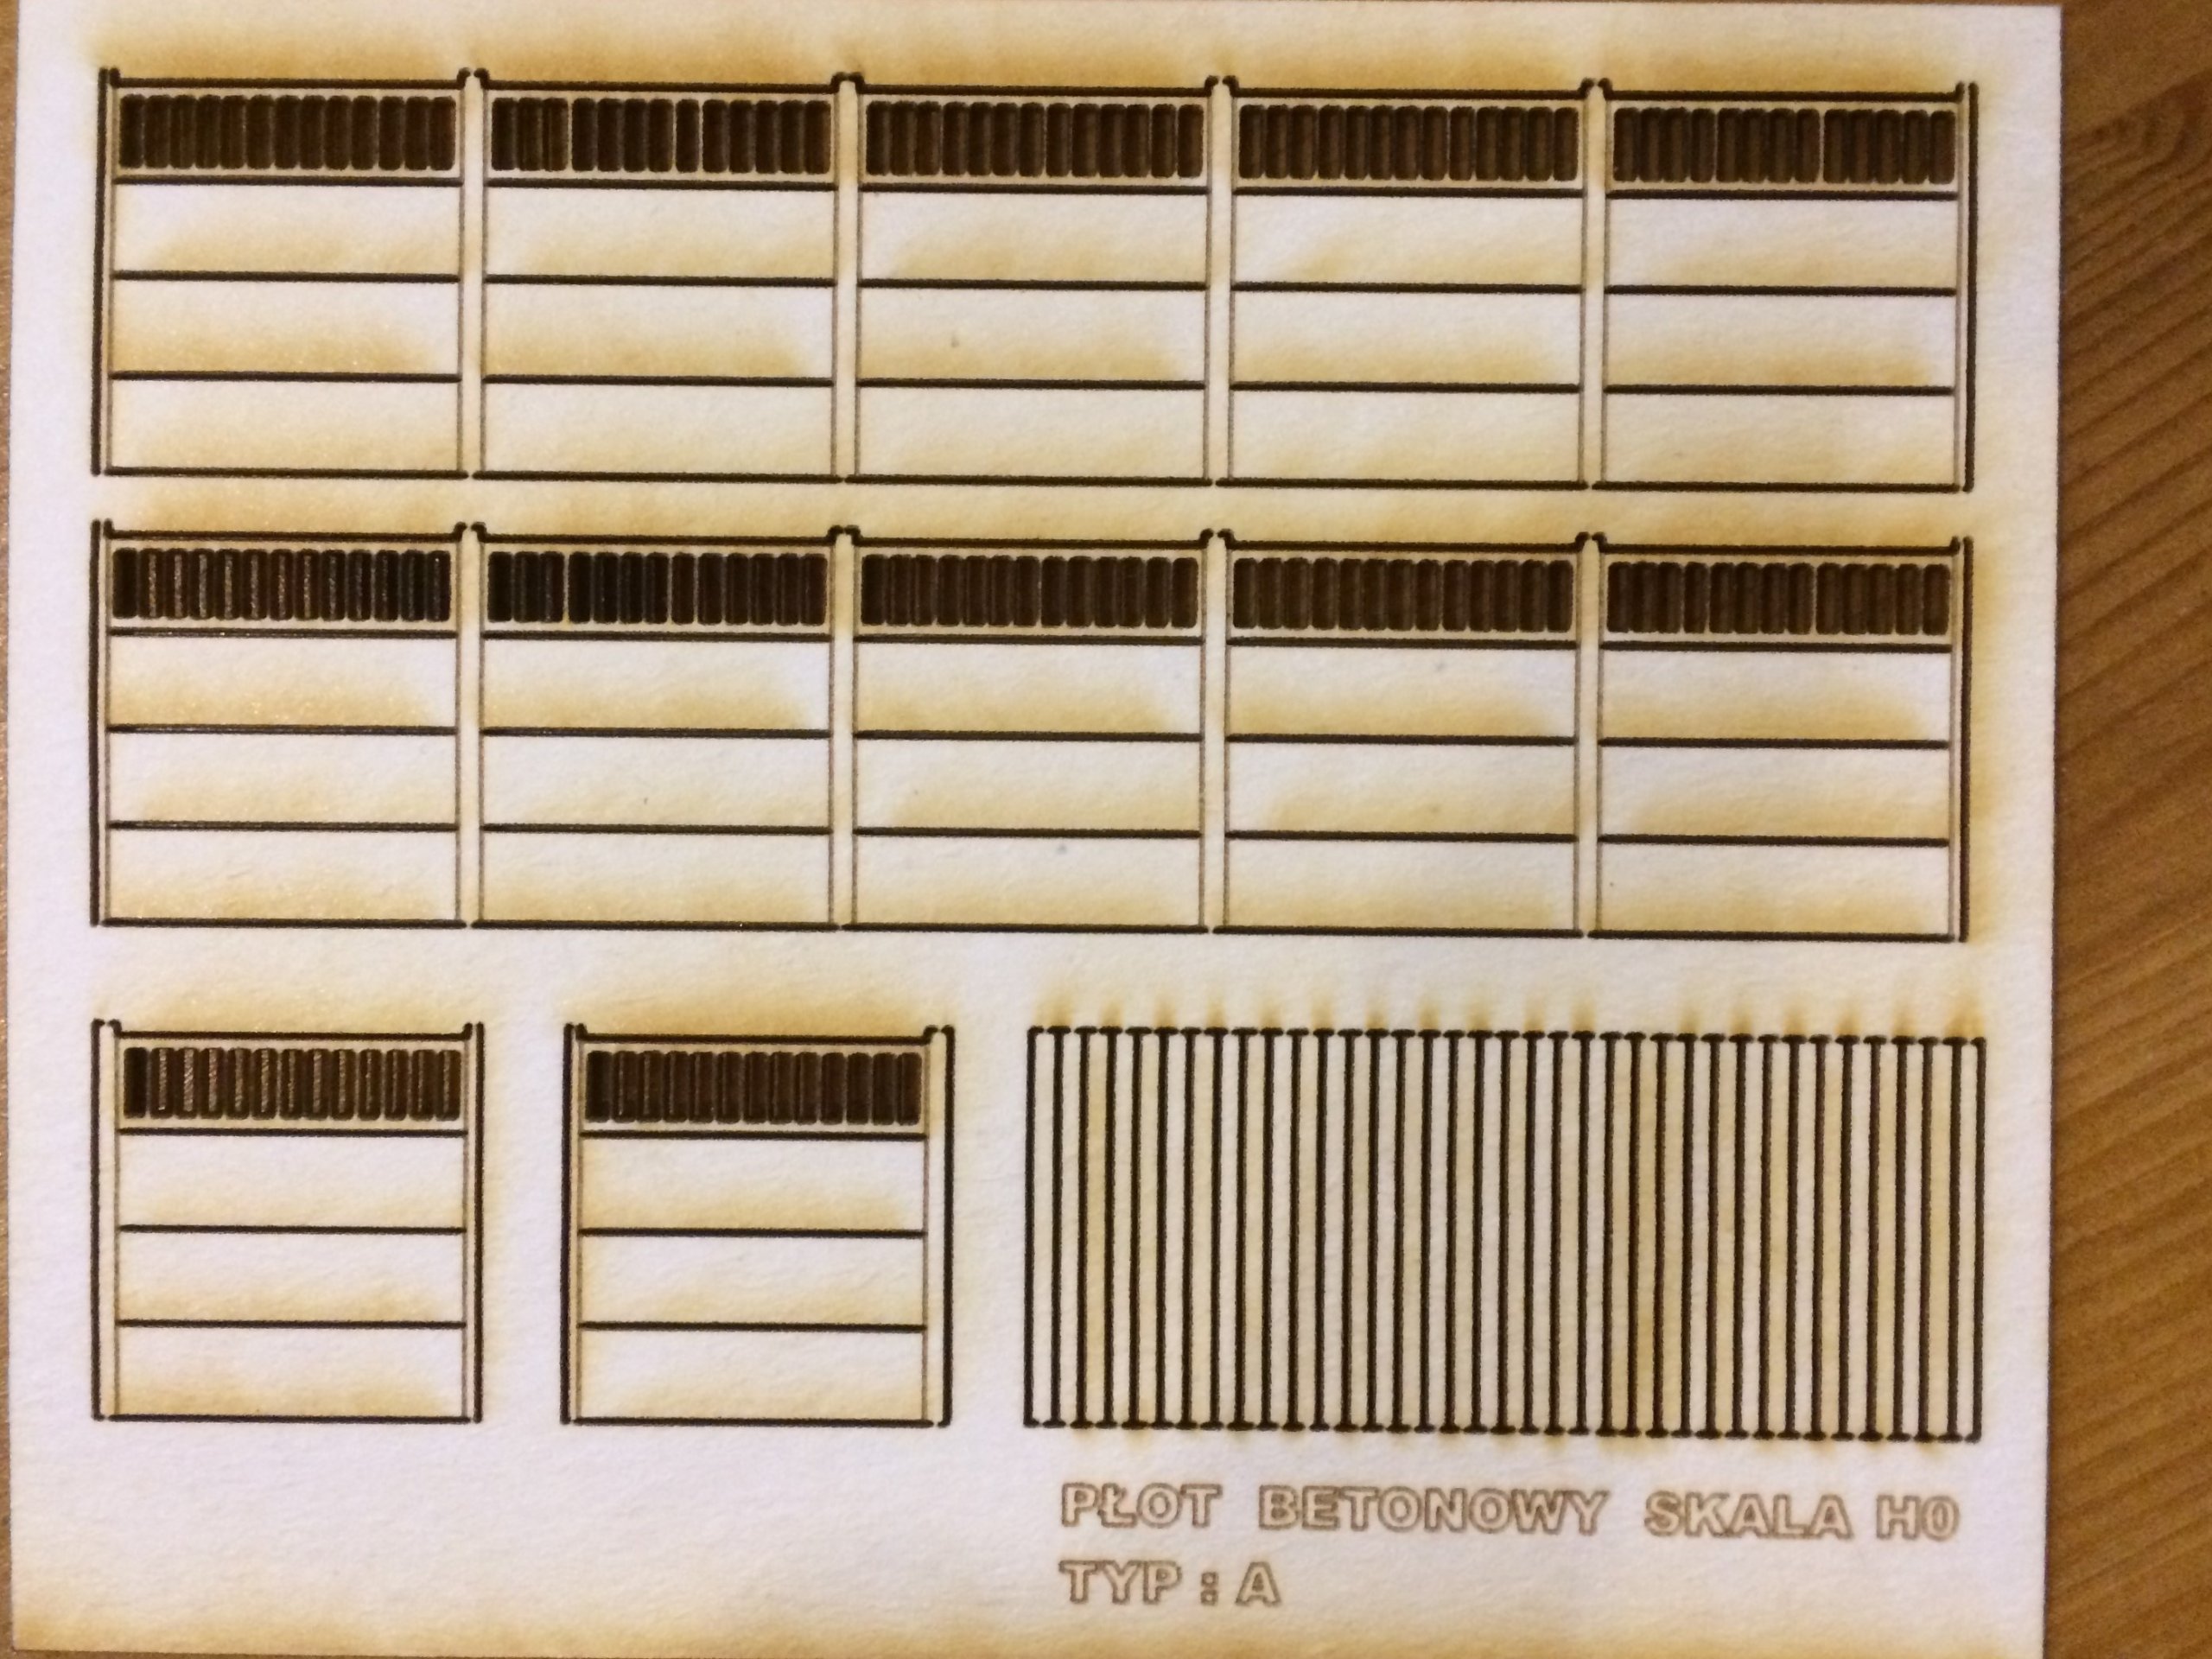 PŁOT BETONOWY SKALA H0
TYP : A